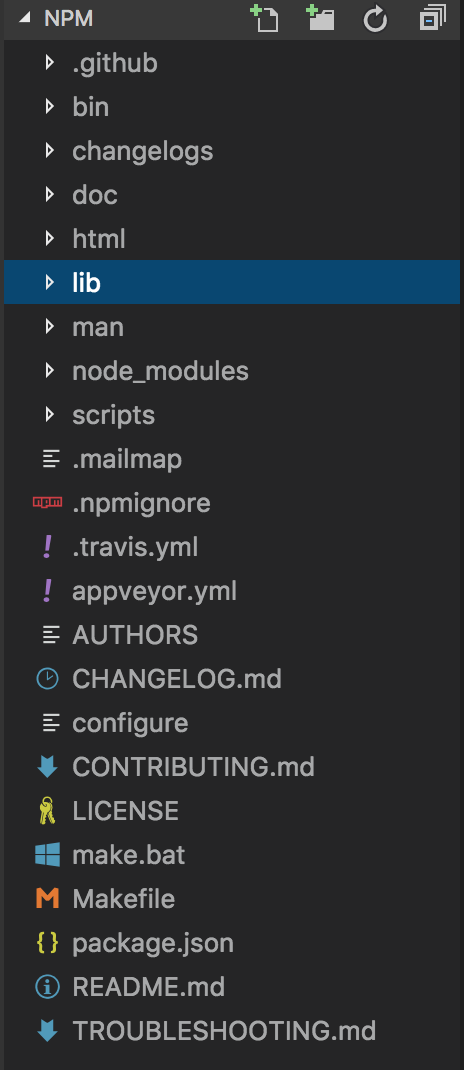 NPM
.github
bin
changelogs
doc
html
lib
man
node_modules
scripts
.mailmap
.npmignore
.travis.yml
appveyor.yml
AUTHORS
CHANGELOG.md
configure
CONTRIBUTING.md
LICENSE
make.bat
Makefile
package.json
README.md
TROUBLESHOOTING.md